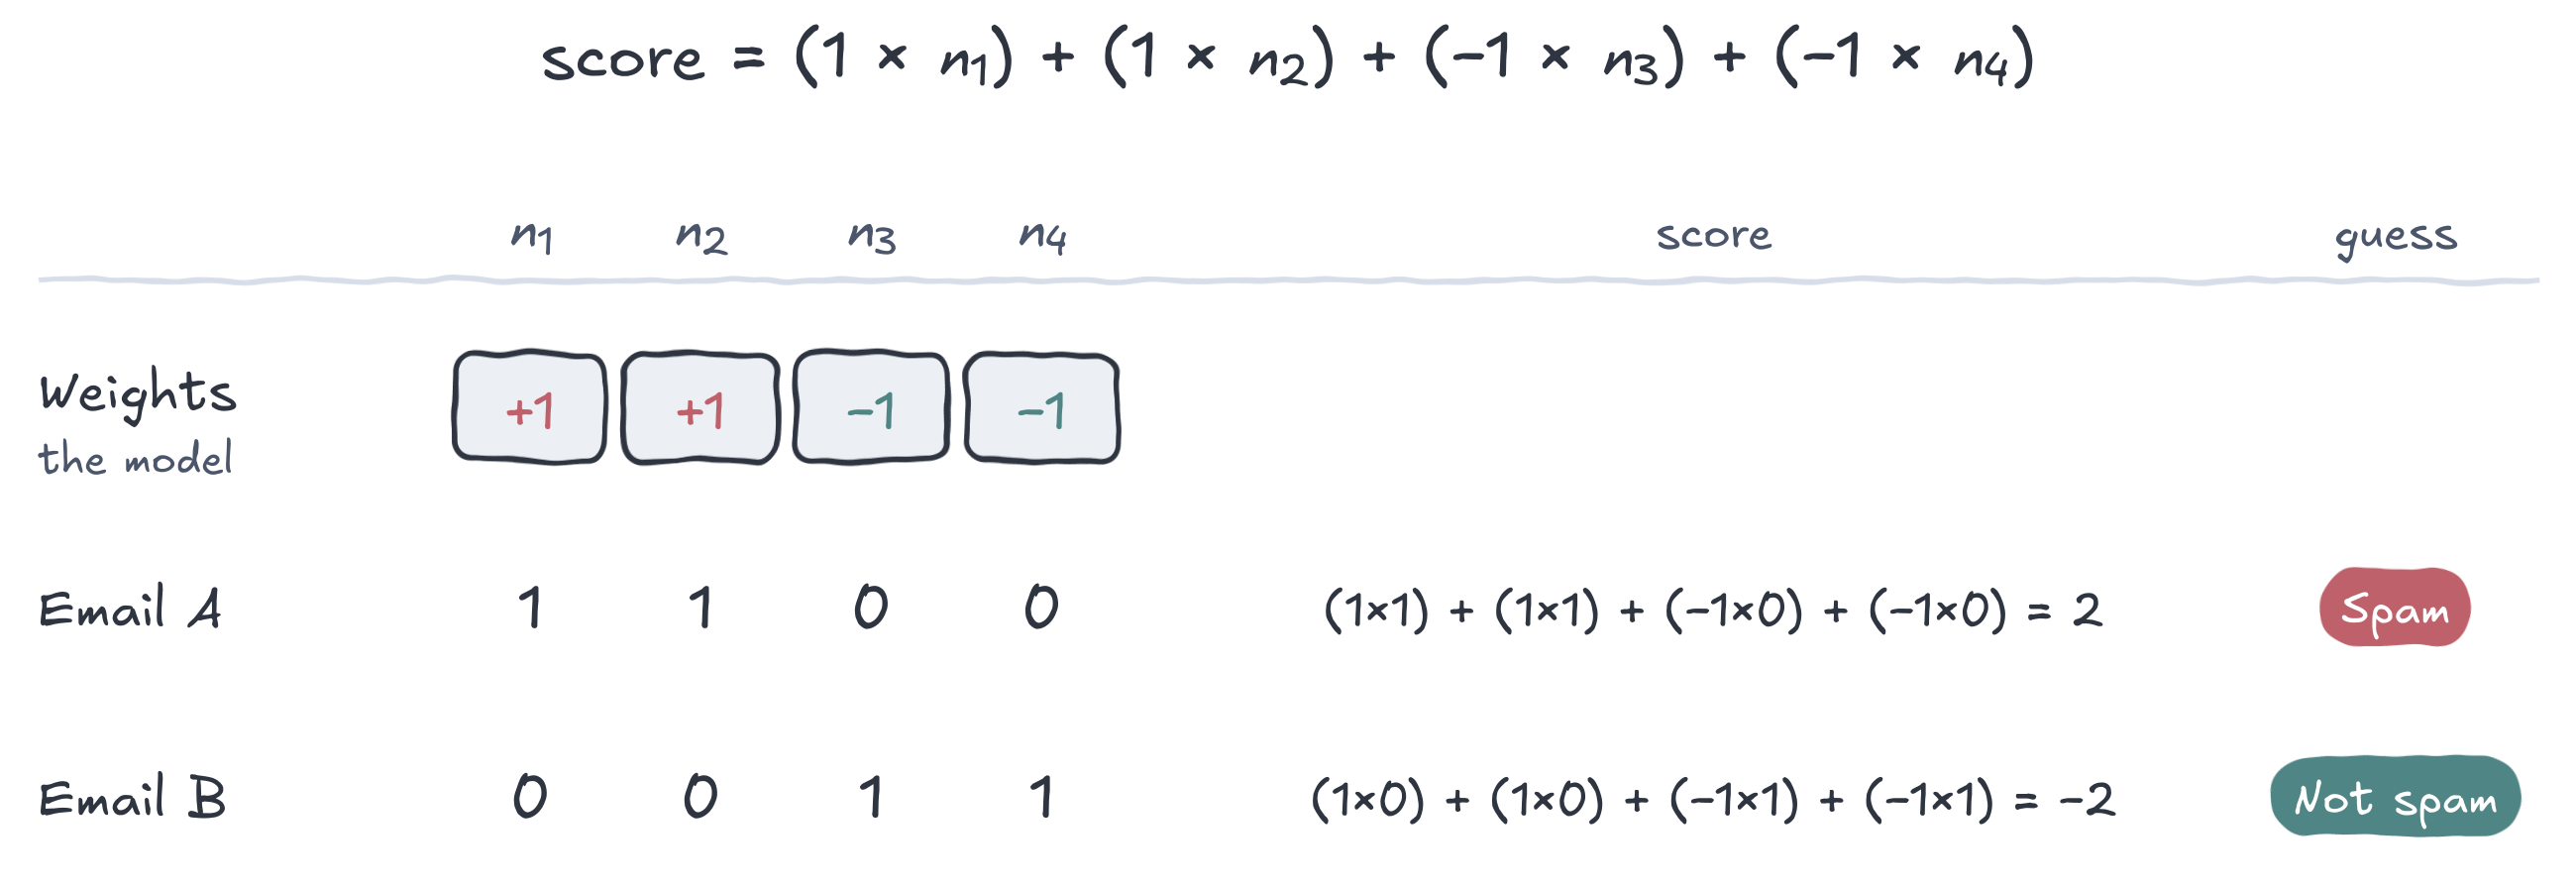 score = (1 × n1) + (1 × n2) + (−1 × n3) + (−1 × n4)
n1 n2 n3 n4 score guess
Weights +1 +1 −1 −1
the model
Email A 1 1 0 0 (1×1) + (1×1) + (−1×0) + (−1×0) = 2 Spam
Email B 0 0 1 1 (1×0) + (1×0) + (−1×1) + (−1×1) = −2 Not spam